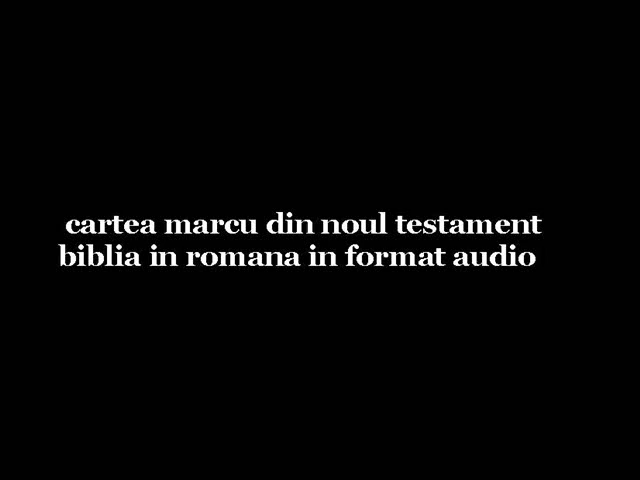 cartea marcu din noul testament
biblia in romana in format audio